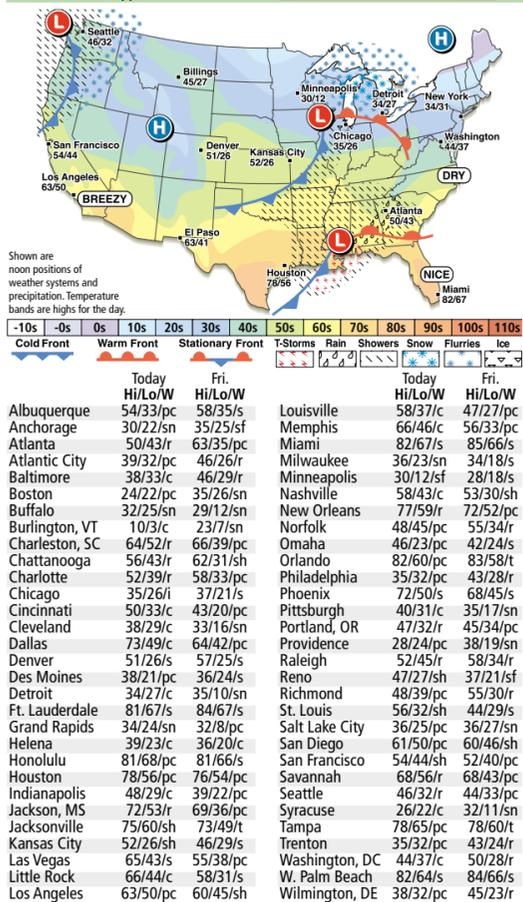 L
Seattle
46/32
H
Billings
45/27
Minneapolis
30/12
Detroit
34/27
New York
34/31
L
H
San Francisco
54/44
Denver
51/26
Kansas City
52/26
Chicago
35/26
Washington
44/37
Los Angeles
63/50
BREEZY
DRY
Atlanta
50/43
El Paso
63/41
L
Houston
78/56
NICE
Miami
82/67
Shown are
noon positions of
weather systems and
precipitation. Temperature
bands are highs for the day.
-10s -0s 0s 10s 20s 30s 40s 50s 60s 70s 80s 90s 100s 110s
Cold Front Warm Front Stationary Front T-Storms Rain Showers Snow Flurries Ice
Today Fri. Today Fri.
Hi/Lo/W Hi/Lo/W Hi/Lo/W Hi/Lo/W
Albuquerque 54/33/pc 58/35/s Louisville 58/37/c 47/27/pc
Anchorage 30/22/sn 35/25/sf Memphis 66/46/c 56/33/pc
Atlanta 50/43/r 63/35/pc Miami 82/67/s 85/66/s
Atlantic City 39/32/pc 46/26/r Milwaukee 36/23/sn 34/18/s
Baltimore 38/33/c 46/29/r Minneapolis 30/12/sf 28/18/s
Boston 24/22/pc 35/26/sn Nashville 58/43/c 53/30/sh
Buffalo 32/25/sn 29/12/sn New Orleans 77/59/r 72/52/pc
Burlington, VT 10/3/c 23/7/sn Norfolk 48/45/pc 55/34/r
Charleston, SC 64/52/r 66/39/pc Omaha 46/23/pc 42/24/s
Chattanooga 56/43/r 62/31/sh Orlando 82/60/pc 83/58/t
Charlotte 52/39/r 58/33/pc Philadelphia 35/32/pc 43/28/r
Chicago 35/26/i 37/21/s Phoenix 72/50/s 68/45/s
Cincinnati 50/33/c 43/20/pc Pittsburgh 40/31/c 35/17/sn
Cleveland 38/29/c 33/16/sn Portland, OR 47/32/r 45/34/pc
Dallas 73/49/c 64/42/pc Providence 28/24/pc 38/19/sn
Denver 51/26/s 57/25/s Raleigh 52/45/r 58/34/r
Des Moines 38/21/pc 36/24/s Reno 47/27/sh 37/21/sf
Detroit 34/27/c 35/10/sn Richmond 48/39/pc 55/30/r
Ft. Lauderdale 81/67/s 84/67/s St. Louis 56/32/sh 44/29/s
Grand Rapids 34/24/sn 32/8/pc Salt Lake City 36/25/pc 36/27/sn
Helena 39/23/c 36/20/c San Diego 61/50/pc 60/46/sh
Honolulu 81/68/pc 81/66/s San Francisco 54/44/sh 52/40/pc
Houston 78/56/pc 76/54/pc Savannah 68/56/r 68/43/pc
Indianapolis 48/29/c 39/22/pc Seattle 46/32/r 44/33/pc
Jackson, MS 72/53/r 69/36/pc Syracuse 26/22/c 32/11/sn
Jacksonville 75/60/sh 73/49/t Tampa 78/65/pc 78/60/t
Kansas City 52/26/sh 46/29/s Trenton 35/32/pc 43/24/r
Las Vegas 65/43/s 55/38/pc Washington, DC 44/37/c 50/28/r
Little Rock 66/44/c 58/31/s W. Palm Beach 82/64/s 84/66/s
Los Angeles 63/50/pc 60/45/sh Wilmington, DE 38/32/pc 45/23/r